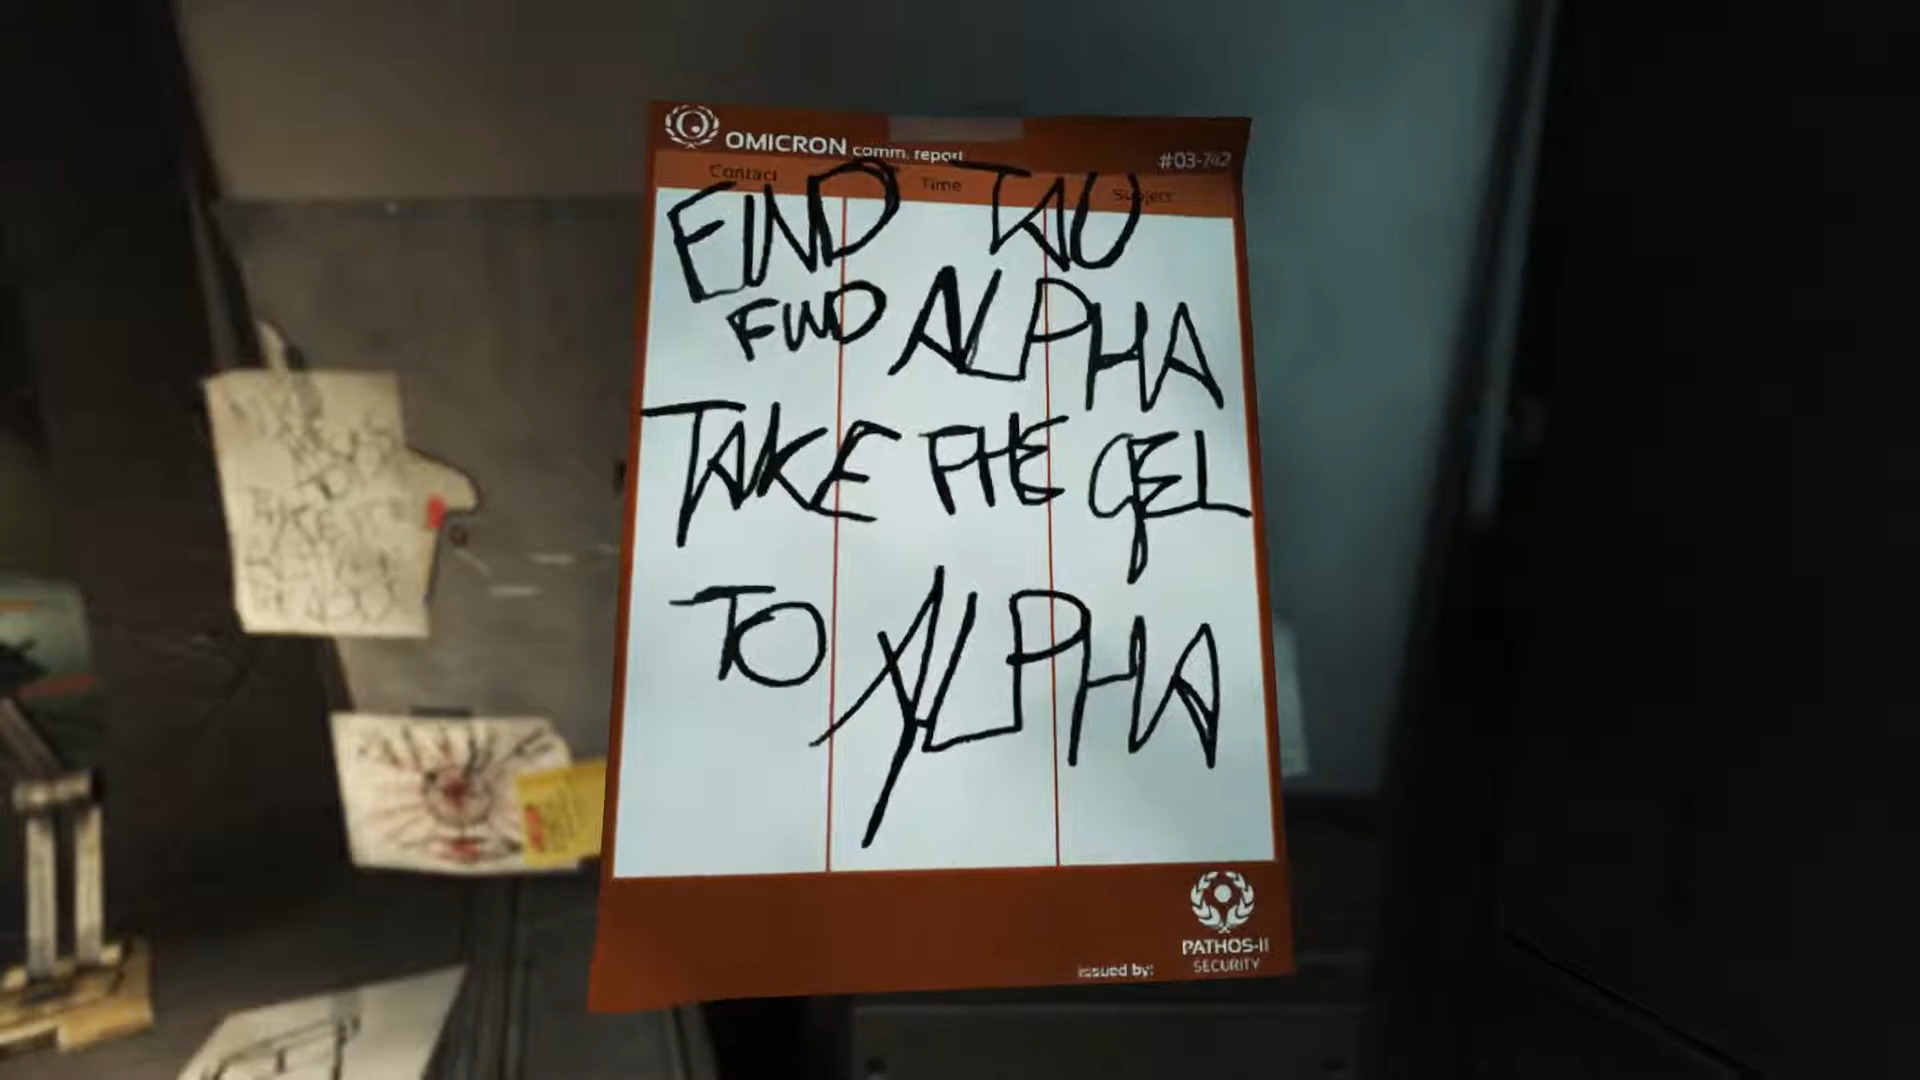 OMICRON comm. report
#03-742
Contact Time Subject
FIND TAU
FIND ALPHA
TAKE THE GEL
TO ALPHA
PATHOS-II
SECURITY
issued by: